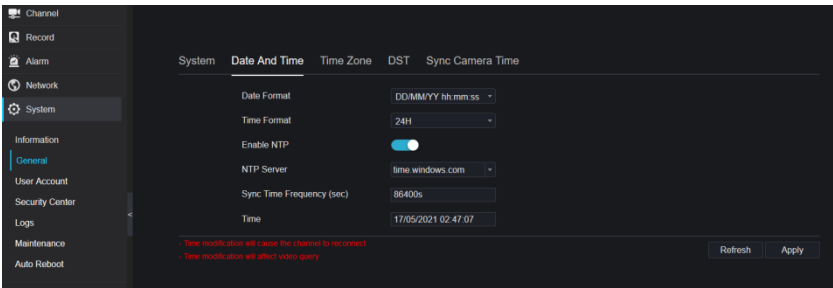 Channel
Record
Alarm
Network
System
Information
General
User Account
Security Center
Logs
Maintenance
Auto Reboot
<
System Date And Time Time Zone DST Sync Camera Time
Date Format DD/MM/YY hh:mm:ss
Time Format 24H
Enable NTP
NTP Server time.windows.com
Sync Time Frequency (sec) 86400s
Time 17/05/2021 02:47:07
- Time modification will cause the channel to reconnect
- Time modification will affect video query
Refresh Apply